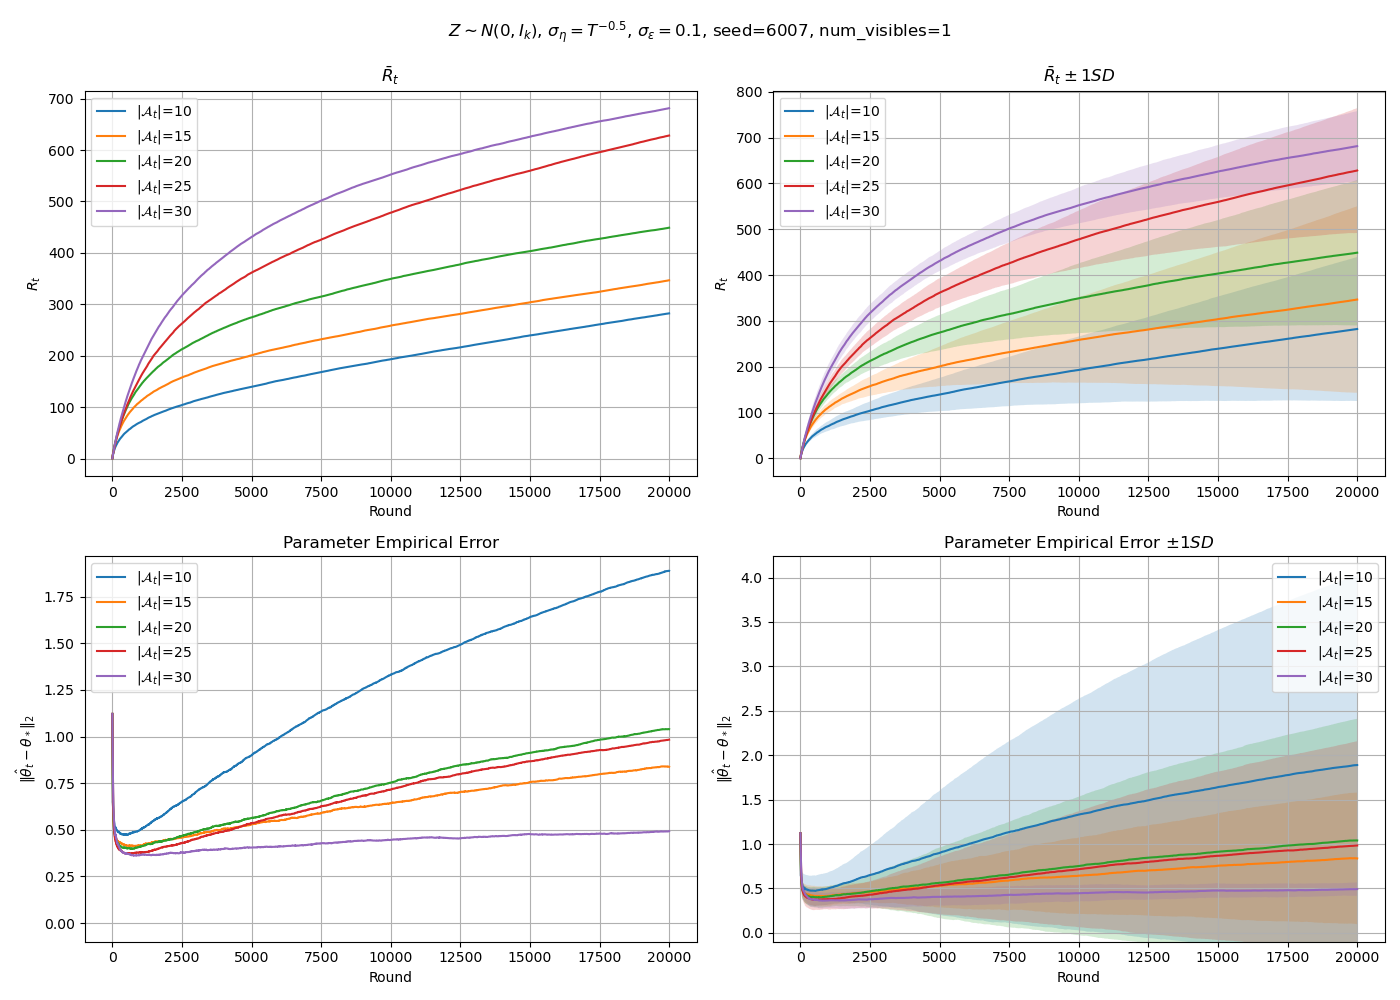 Z ∼ N(0, I_k), σ_η = T^{−0.5}, σ_ε = 0.1, seed=6007, num_visibles=1
R̄_t
700
600
500
400
300
200
100
0
R_t
|𝒜_t|=10
|𝒜_t|=15
|𝒜_t|=20
|𝒜_t|=25
|𝒜_t|=30
0 2500 5000 7500 10000 12500 15000 17500 20000
Round
R̄_t ± 1SD
800
700
600
500
400
300
200
100
0
R_t
|𝒜_t|=10
|𝒜_t|=15
|𝒜_t|=20
|𝒜_t|=25
|𝒜_t|=30
0 2500 5000 7500 10000 12500 15000 17500 20000
Round
Parameter Empirical Error
1.75
1.50
1.25
1.00
0.75
0.50
0.25
0.00
‖θ̂_t − θ_*‖_2
|𝒜_t|=10
|𝒜_t|=15
|𝒜_t|=20
|𝒜_t|=25
|𝒜_t|=30
0 2500 5000 7500 10000 12500 15000 17500 20000
Round
Parameter Empirical Error ±1SD
4.0
3.5
3.0
2.5
2.0
1.5
1.0
0.5
0.0
‖θ̂_t − θ_*‖_2
|𝒜_t|=10
|𝒜_t|=15
|𝒜_t|=20
|𝒜_t|=25
|𝒜_t|=30
0 2500 5000 7500 10000 12500 15000 17500 20000
Round